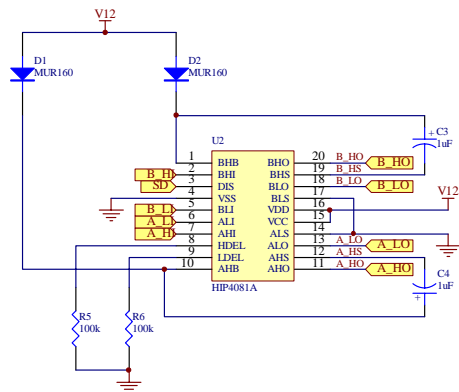 V12
D1
MUR160
D2
MUR160
C3
1uF
+
U2
1 BHB BHO 20 B_HO B_HO
B_HI 2 BHI BHS 19 B_HS
SD 3 DIS BLO 18 B_LO B_LO
4 VSS BLS 17
B_LI 5 BLI VDD 16 V12
A_LI 6 ALI VCC 15
A_HI 7 AHI ALS 14
8 HDEL ALO 13 A_LO A_LO
9 LDEL AHS 12 A_HS
10 AHB AHO 11 A_HO A_HO
HIP4081A
C4
1uF
+
R5
100k
R6
100k